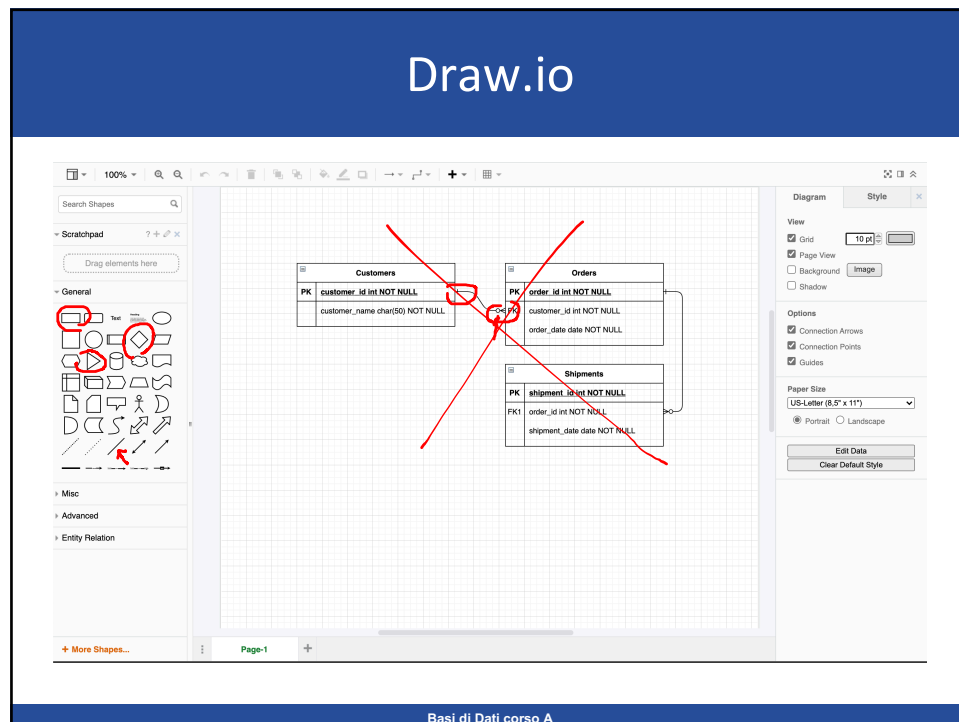 Draw.io
100%
Search Shapes
Scratchpad
Drag elements here
General
Text
Misc
Advanced
Entity Relation
+ More Shapes...
Customers
PK customer_id int NOT NULL
customer_name char(50) NOT NULL
Orders
PK order_id int NOT NULL
customer_id int NOT NULL
order_date date NOT NULL
Shipments
PK shipment_id int NOT NULL
FK1 order_id int NOT NULL
shipment_date date NOT NULL
Page-1
Diagram Style
View
Grid 10 pt
Page View
Background Image
Shadow
Options
Connection Arrows
Connection Points
Guides
Paper Size
US-Letter (8,5" x 11")
Portrait Landscape
Edit Data
Clear Default Style
Basi di Dati corso A